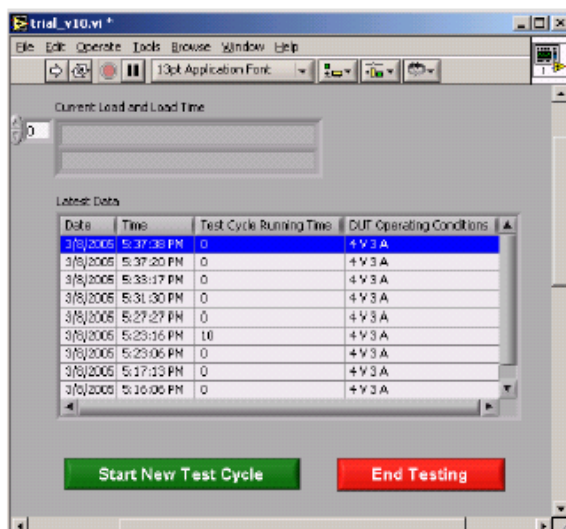 trial_v10.vi *
File Edit Operate Tools Browse Window Help
13pt Application Font
1
Current Load and Load Time
0
Latest Data
Date Time Test Cycle Running Time DUT Operating Conditions
3/8/2005 5:37:38 PM 0 4 V 3 A
3/8/2005 5:37:20 PM 0 4 V 3 A
3/8/2005 5:33:17 PM 0 4 V 3 A
3/8/2005 5:31:30 PM 0 4 V 3 A
3/8/2005 5:27:27 PM 0 4 V 3 A
3/8/2005 5:23:16 PM 10 4 V 3 A
3/8/2005 5:23:06 PM 0 4 V 3 A
3/8/2005 5:17:13 PM 0 4 V 3 A
3/8/2005 5:16:06 PM 0 4 V 3 A
Start New Test Cycle End Testing